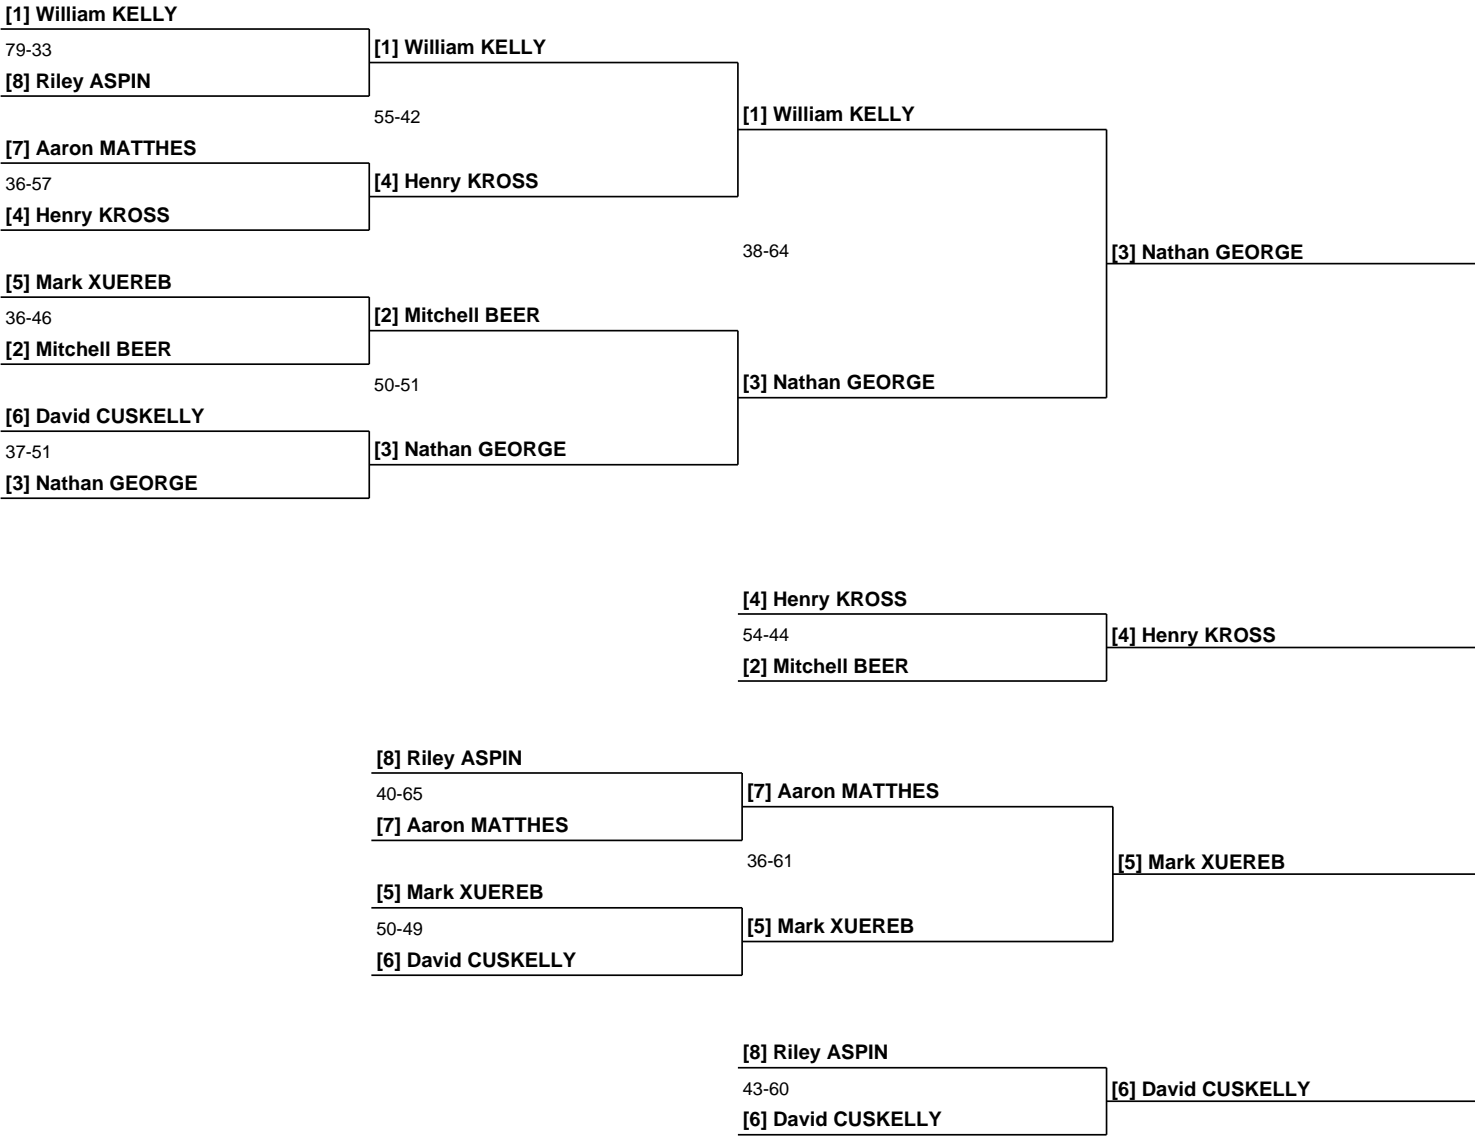 [1] William KELLY
79-33
[1] William KELLY
[8] Riley ASPIN
55-42
[1] William KELLY
[7] Aaron MATTHES
36-57
[4] Henry KROSS
[4] Henry KROSS
38-64
[3] Nathan GEORGE
[5] Mark XUEREB
36-46
[2] Mitchell BEER
[2] Mitchell BEER
50-51
[3] Nathan GEORGE
[6] David CUSKELLY
37-51
[3] Nathan GEORGE
[3] Nathan GEORGE
[4] Henry KROSS
54-44
[4] Henry KROSS
[2] Mitchell BEER
[8] Riley ASPIN
40-65
[7] Aaron MATTHES
[7] Aaron MATTHES
36-61
[5] Mark XUEREB
[5] Mark XUEREB
50-49
[5] Mark XUEREB
[6] David CUSKELLY
[8] Riley ASPIN
43-60
[6] David CUSKELLY
[6] David CUSKELLY